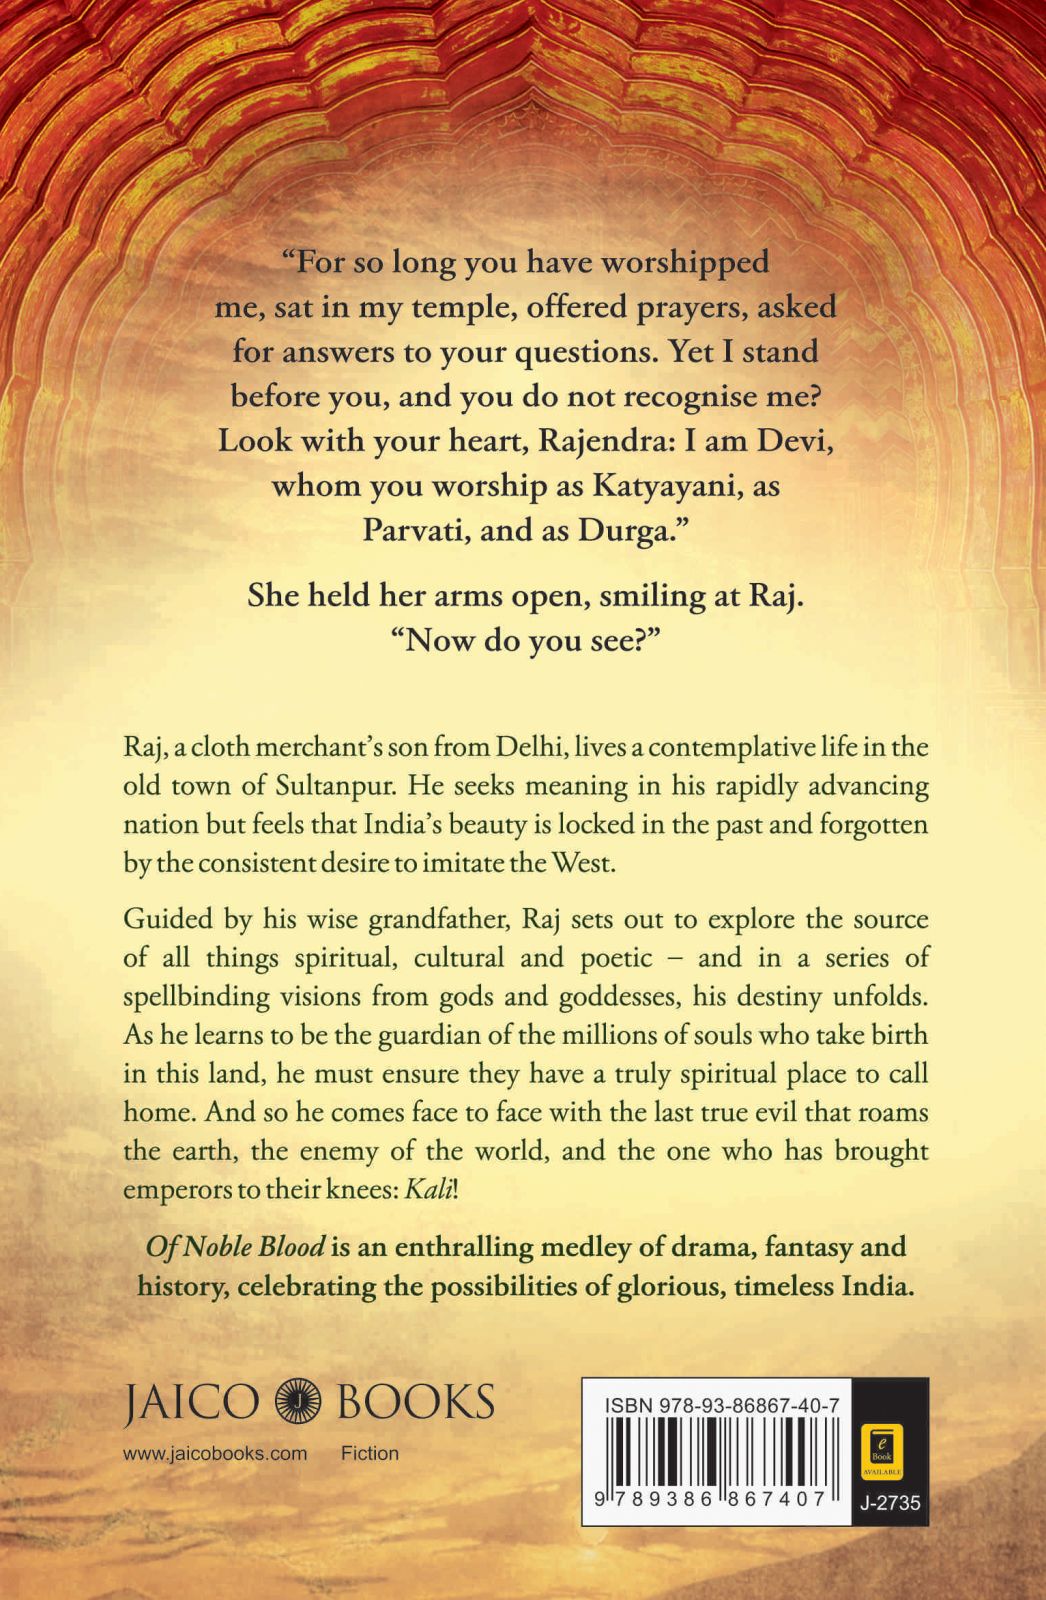 “For so long you have worshipped
me, sat in my temple, offered prayers, asked
for answers to your questions. Yet I stand
before you, and you do not recognise me?
Look with your heart, Rajendra: I am Devi,
whom you worship as Katyayani, as
Parvati, and as Durga.”
She held her arms open, smiling at Raj.
“Now do you see?”
Raj, a cloth merchant’s son from Delhi, lives a contemplative life in the
old town of Sultanpur. He seeks meaning in his rapidly advancing
nation but feels that India’s beauty is locked in the past and forgotten
by the consistent desire to imitate the West.
Guided by his wise grandfather, Raj sets out to explore the source
of all things spiritual, cultural and poetic – and in a series of
spellbinding visions from gods and goddesses, his destiny unfolds.
As he learns to be the guardian of the millions of souls who take birth
in this land, he must ensure they have a truly spiritual place to call
home. And so he comes face to face with the last true evil that roams
the earth, the enemy of the world, and the one who has brought
emperors to their knees: Kali!
Of Noble Blood is an enthralling medley of drama, fantasy and
history, celebrating the possibilities of glorious, timeless India.
JAICO J BOOKS
www.jaicobooks.com Fiction
ISBN 978-93-86867-40-7
9 789386 867407
e
Book
AVAILABLE
J-2735